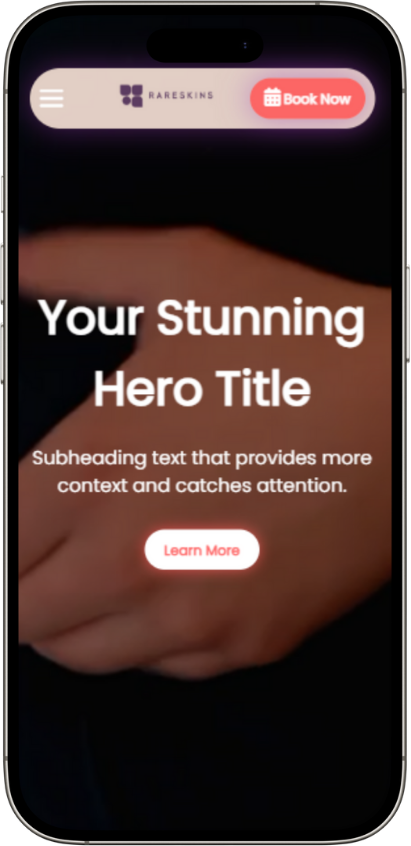 RARESKINS
Book Now
Your Stunning
Hero Title
Subheading text that provides more
context and catches attention.
Learn More